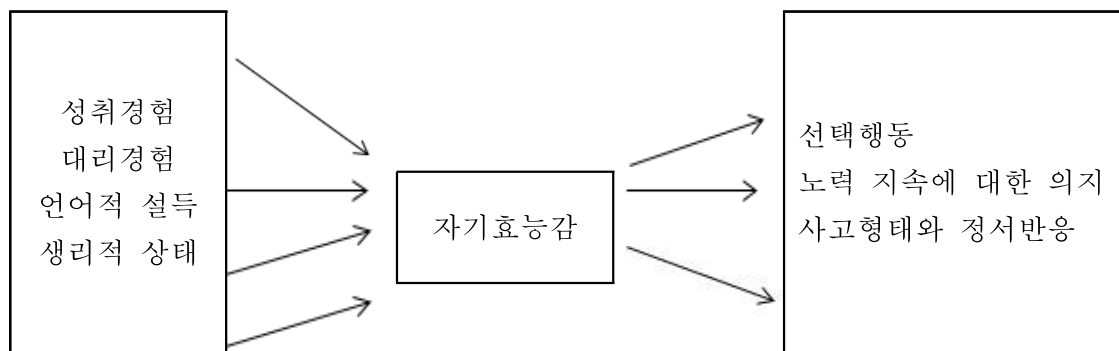 성취경험
대리경험
언어적 설득
생리적 상태
자기효능감
선택행동
노력 지속에 대한 의지
사고형태와 정서반응